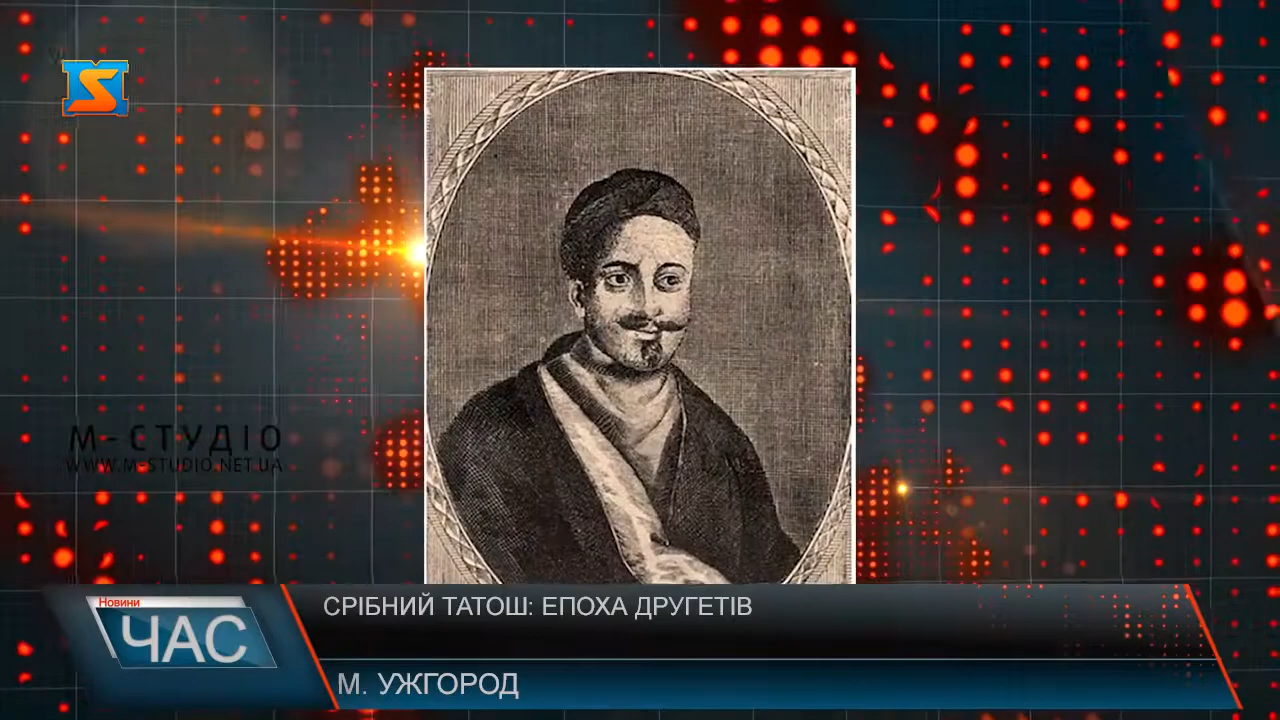 М-СТУДІО
WWW.M-STUDIO.NET.UA
Новини
ЧАС
СРІБНИЙ ТАТОШ: ЕПОХА ДРУГЕТІВ
М. УЖГОРОД